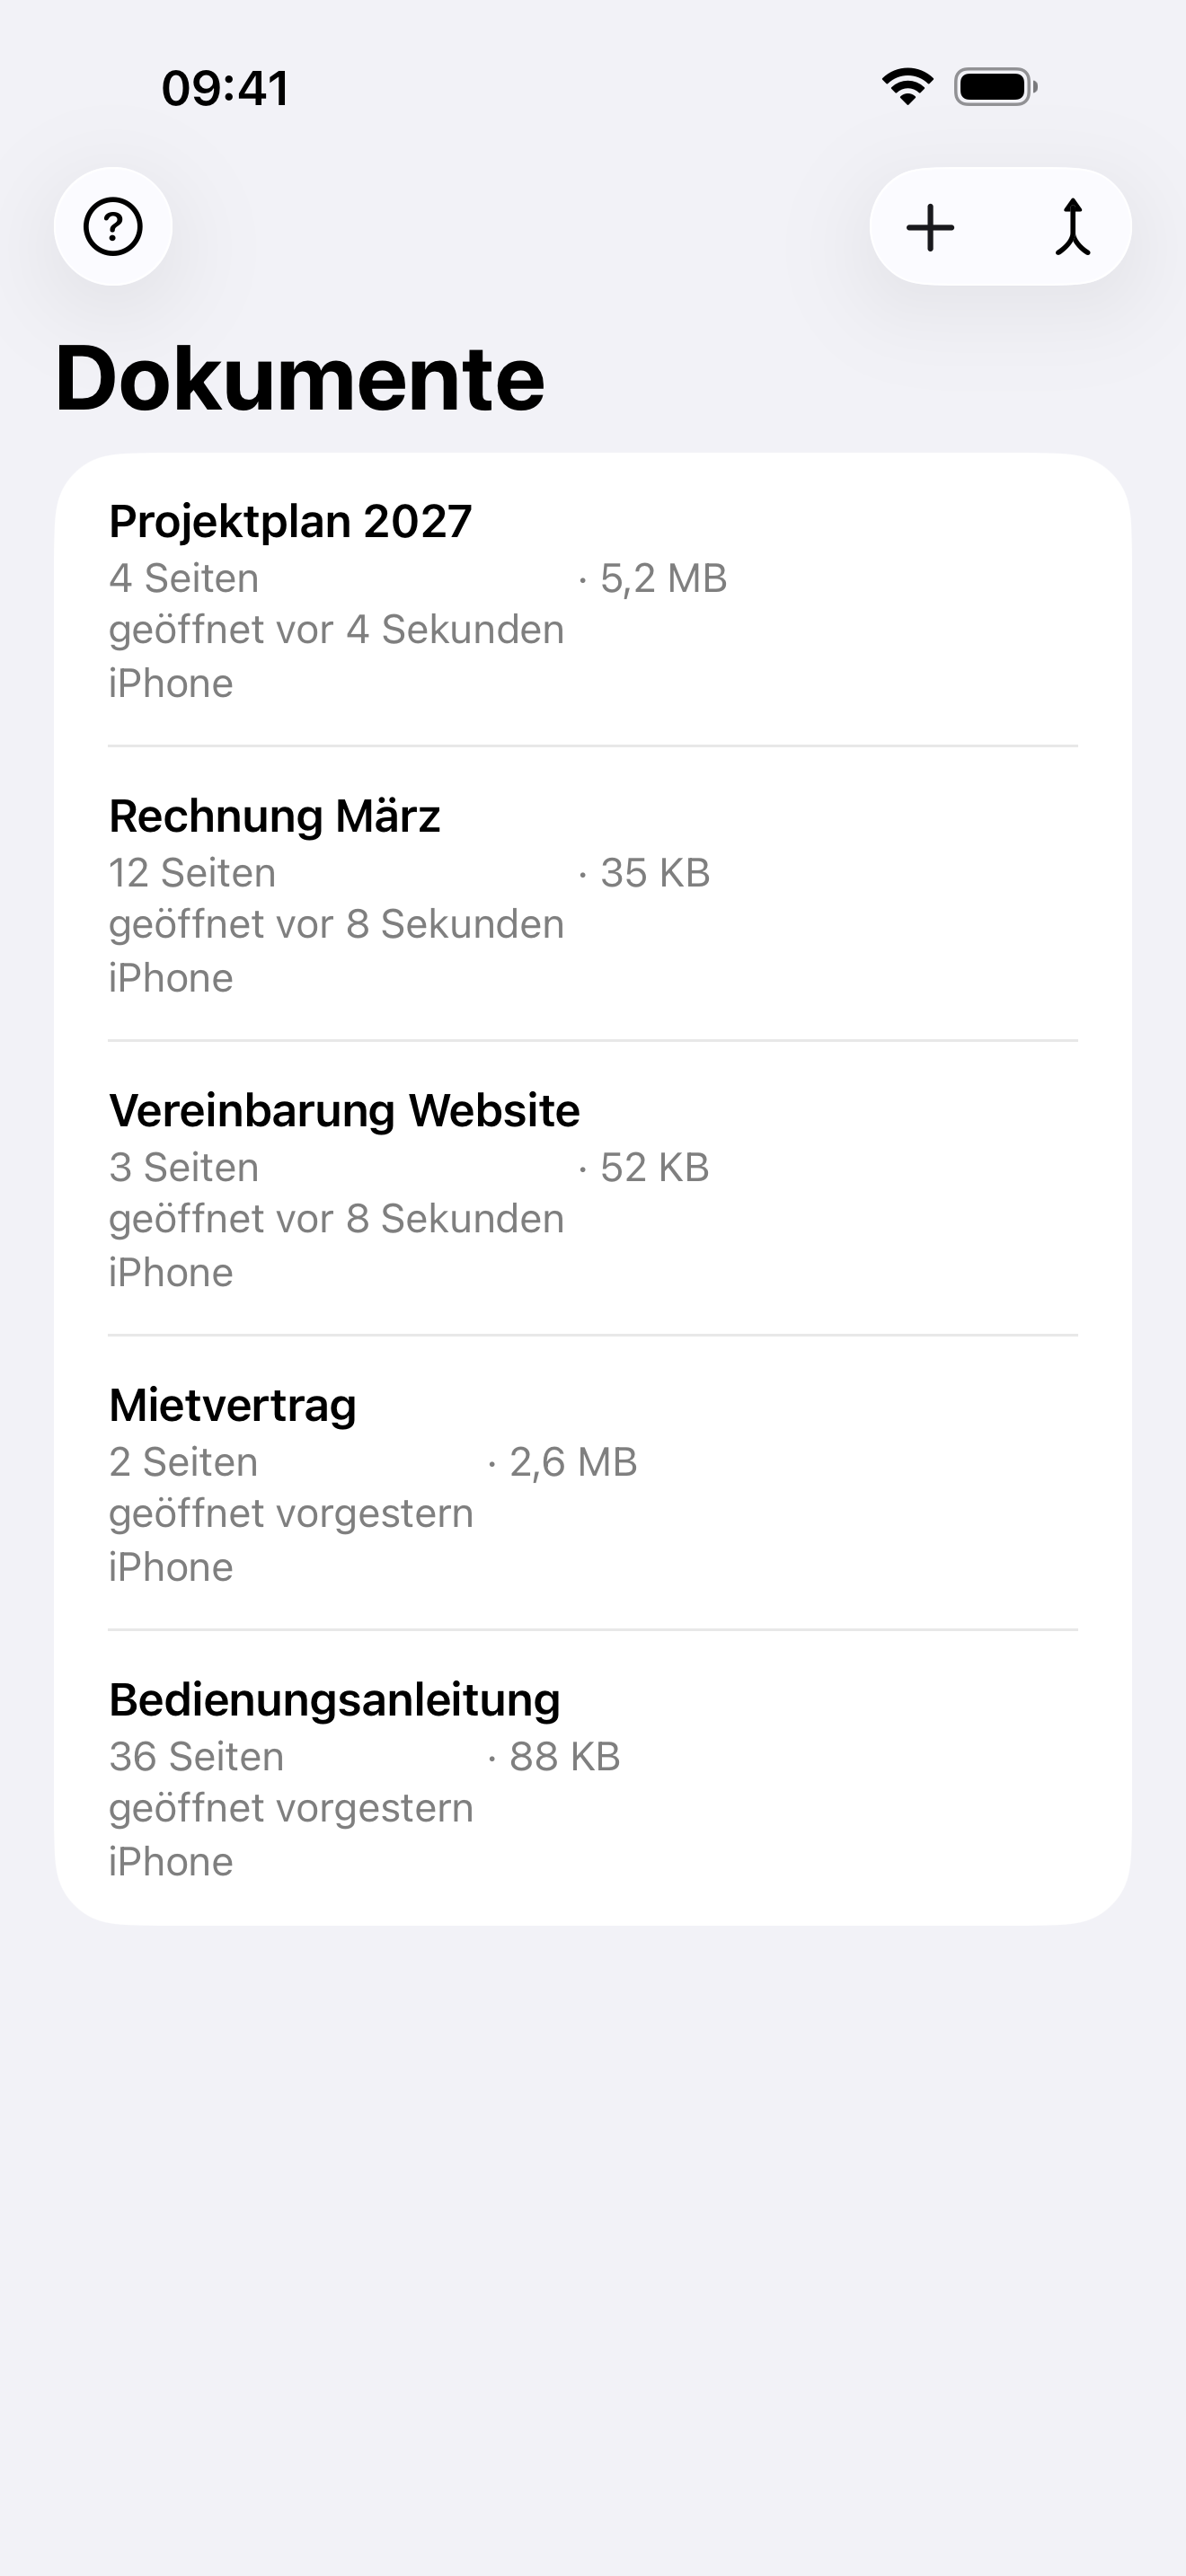 09:41
?
Dokumente
Projektplan 2027
4 Seiten · 5,2 MB
geöffnet vor 4 Sekunden
iPhone
Rechnung März
12 Seiten · 35 KB
geöffnet vor 8 Sekunden
iPhone
Vereinbarung Website
3 Seiten · 52 KB
geöffnet vor 8 Sekunden
iPhone
Mietvertrag
2 Seiten · 2,6 MB
geöffnet vorgestern
iPhone
Bedienungsanleitung
36 Seiten · 88 KB
geöffnet vorgestern
iPhone